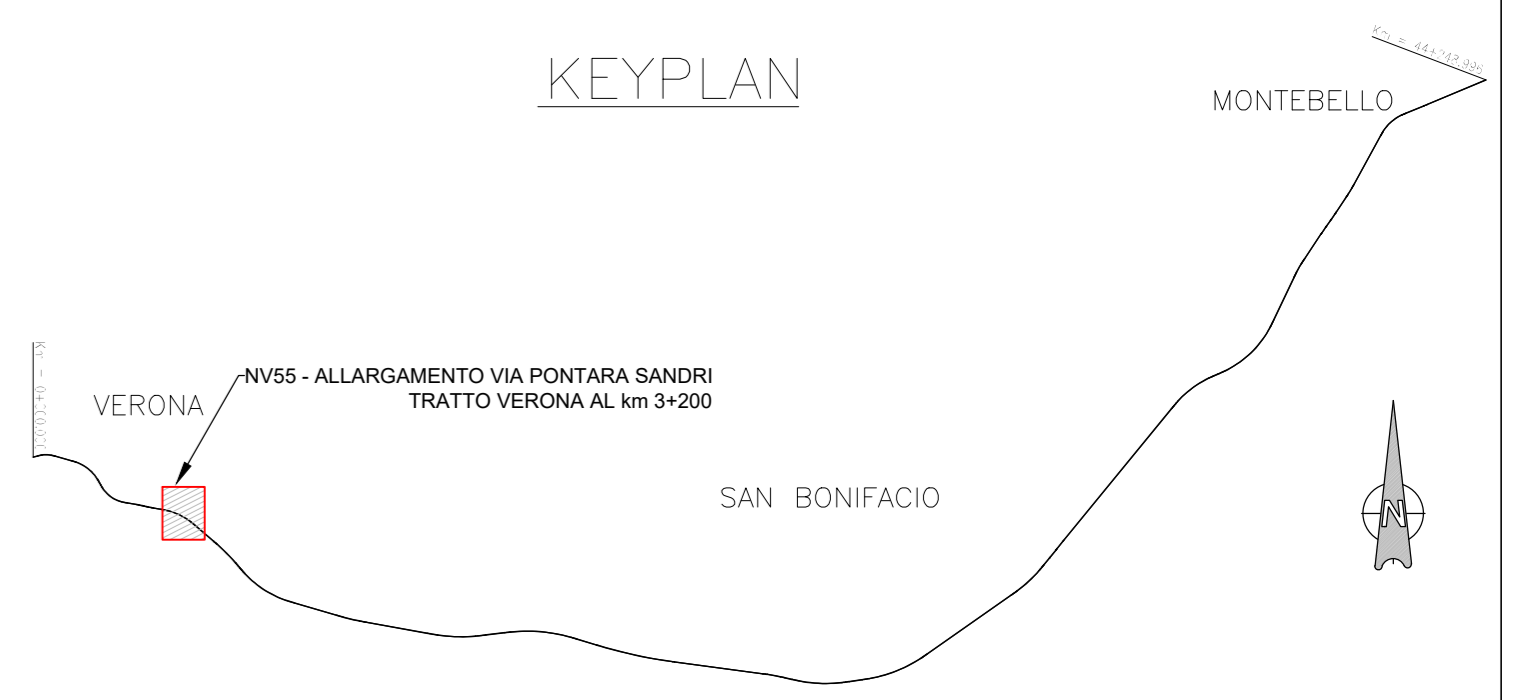 KEYPLAN
MONTEBELLO
NV55 - ALLARGAMENTO VIA PONTARA SANDRI
TRATTO VERONA AL km 3+200
VERONA
SAN BONIFACIO
N